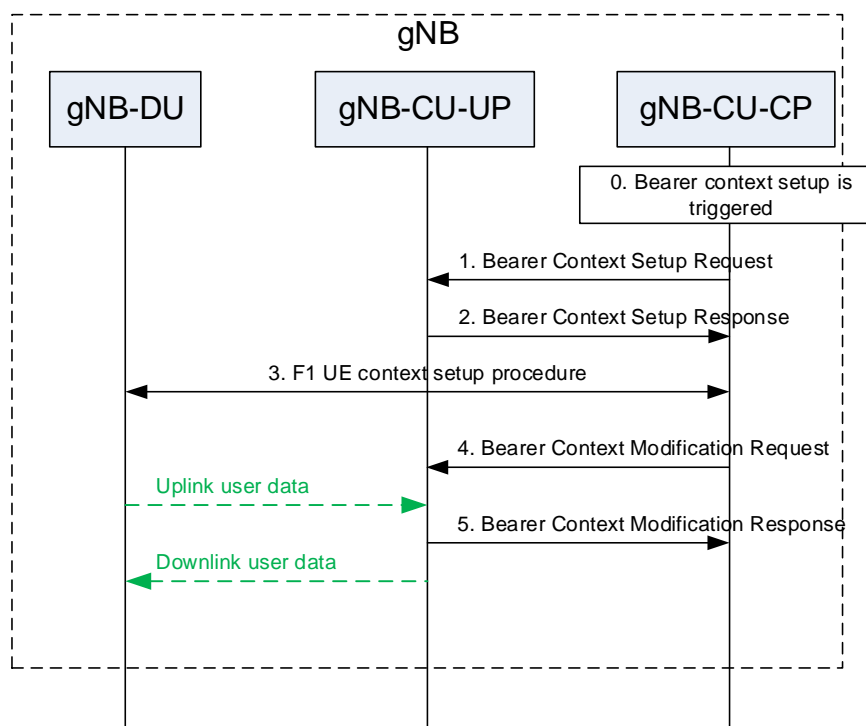 gNB
gNB-DU
gNB-CU-UP
gNB-CU-CP
0. Bearer context setup is
triggered
1. Bearer Context Setup Request
2. Bearer Context Setup Response
3. F1 UE context setup procedure
4. Bearer Context Modification Request
Uplink user data
5. Bearer Context Modification Response
Downlink user data